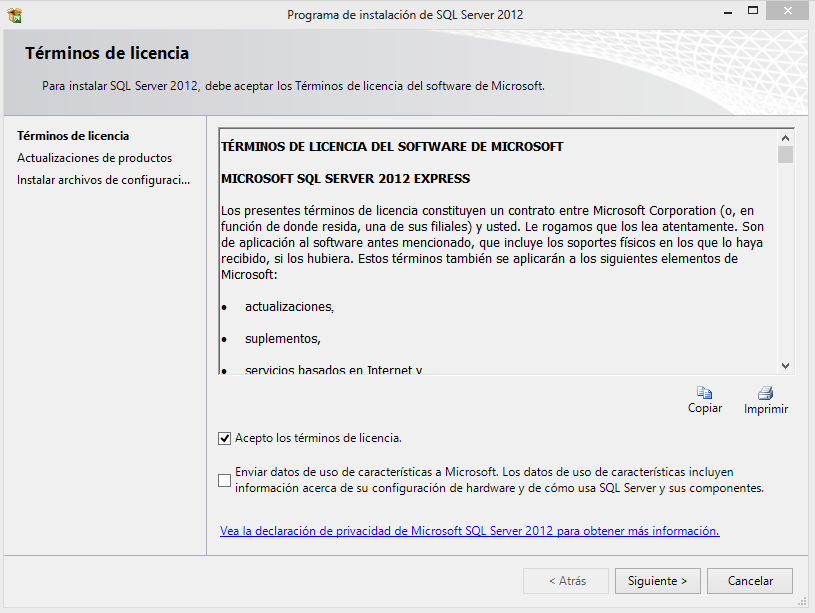 Programa de instalación de SQL Server 2012
Términos de licencia
Para instalar SQL Server 2012, debe aceptar los Términos de licencia del software de Microsoft.
Términos de licencia
Actualizaciones de productos
Instalar archivos de configuraci...
TÉRMINOS DE LICENCIA DEL SOFTWARE DE MICROSOFT
MICROSOFT SQL SERVER 2012 EXPRESS
Los presentes términos de licencia constituyen un contrato entre Microsoft Corporation (o, en
función de donde resida, una de sus filiales) y usted. Le rogamos que los lea atentamente. Son
de aplicación al software antes mencionado, que incluye los soportes físicos en los que lo haya
recibido, si los hubiera. Estos términos también se aplicarán a los siguientes elementos de
Microsoft:
• actualizaciones,
• suplementos,
• servicios basados en Internet y
Copiar
Imprimir
Acepto los términos de licencia.
Enviar datos de uso de características a Microsoft. Los datos de uso de características incluyen
información acerca de su configuración de hardware y de cómo usa SQL Server y sus componentes.
Vea la declaración de privacidad de Microsoft SQL Server 2012 para obtener más información.
< Atrás
Siguiente >
Cancelar